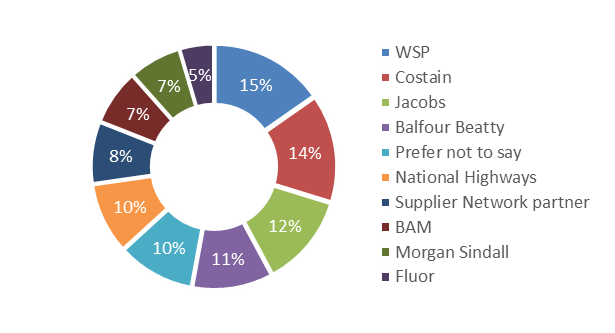 15%
14%
12%
11%
10%
10%
8%
7%
7%
5%
WSP
Costain
Jacobs
Balfour Beatty
Prefer not to say
National Highways
Supplier Network partner
BAM
Morgan Sindall
Fluor